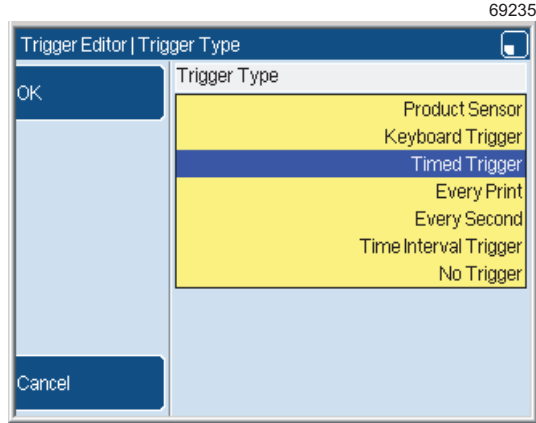 69235
Trigger Editor | Trigger Type
OK
Trigger Type
Product Sensor
Keyboard Trigger
Timed Trigger
Every Print
Every Second
Time Interval Trigger
No Trigger
Cancel